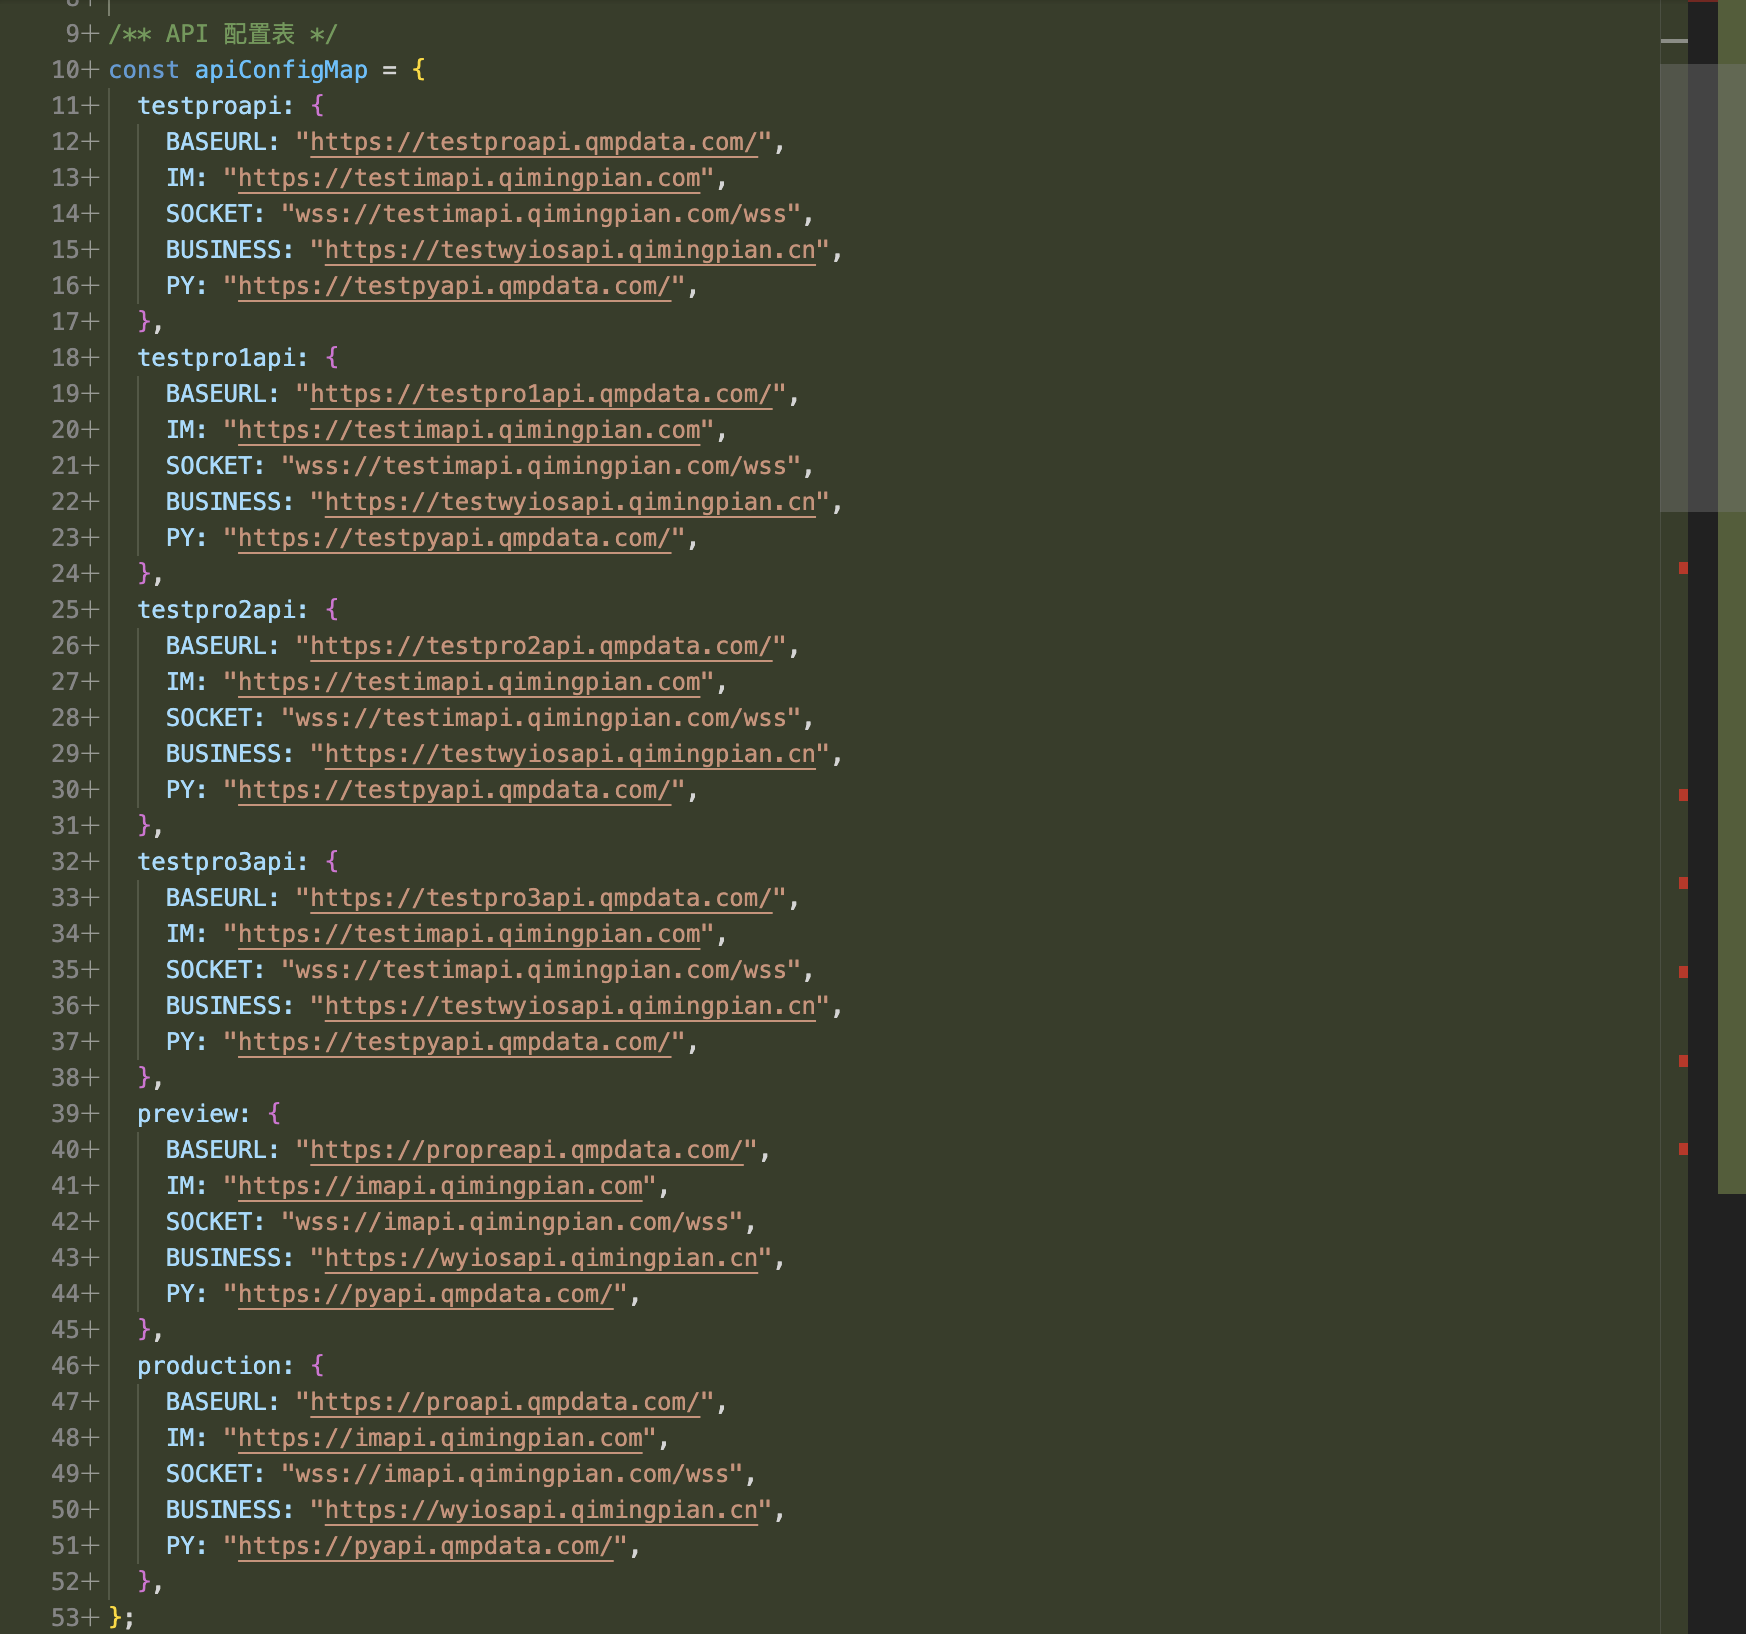 9+ /** API 配置表 */
10+ const apiConfigMap = {
11+ testproapi: {
12+ BASEURL: "https://testproapi.qmpdata.com/",
13+ IM: "https://testimapi.qimingpian.com",
14+ SOCKET: "wss://testimapi.qimingpian.com/wss",
15+ BUSINESS: "https://testwyiosapi.qimingpian.cn",
16+ PY: "https://testpyapi.qmpdata.com/",
17+ },
18+ testpro1api: {
19+ BASEURL: "https://testpro1api.qmpdata.com/",
20+ IM: "https://testimapi.qimingpian.com",
21+ SOCKET: "wss://testimapi.qimingpian.com/wss",
22+ BUSINESS: "https://testwyiosapi.qimingpian.cn",
23+ PY: "https://testpyapi.qmpdata.com/",
24+ },
25+ testpro2api: {
26+ BASEURL: "https://testpro2api.qmpdata.com/",
27+ IM: "https://testimapi.qimingpian.com",
28+ SOCKET: "wss://testimapi.qimingpian.com/wss",
29+ BUSINESS: "https://testwyiosapi.qimingpian.cn",
30+ PY: "https://testpyapi.qmpdata.com/",
31+ },
32+ testpro3api: {
33+ BASEURL: "https://testpro3api.qmpdata.com/",
34+ IM: "https://testimapi.qimingpian.com",
35+ SOCKET: "wss://testimapi.qimingpian.com/wss",
36+ BUSINESS: "https://testwyiosapi.qimingpian.cn",
37+ PY: "https://testpyapi.qmpdata.com/",
38+ },
39+ preview: {
40+ BASEURL: "https://propreapi.qmpdata.com/",
41+ IM: "https://imapi.qimingpian.com",
42+ SOCKET: "wss://imapi.qimingpian.com/wss",
43+ BUSINESS: "https://wyiosapi.qimingpian.cn",
44+ PY: "https://pyapi.qmpdata.com/",
45+ },
46+ production: {
47+ BASEURL: "https://proapi.qmpdata.com/",
48+ IM: "https://imapi.qimingpian.com",
49+ SOCKET: "wss://imapi.qimingpian.com/wss",
50+ BUSINESS: "https://wyiosapi.qimingpian.cn",
51+ PY: "https://pyapi.qmpdata.com/",
52+ },
53+ };